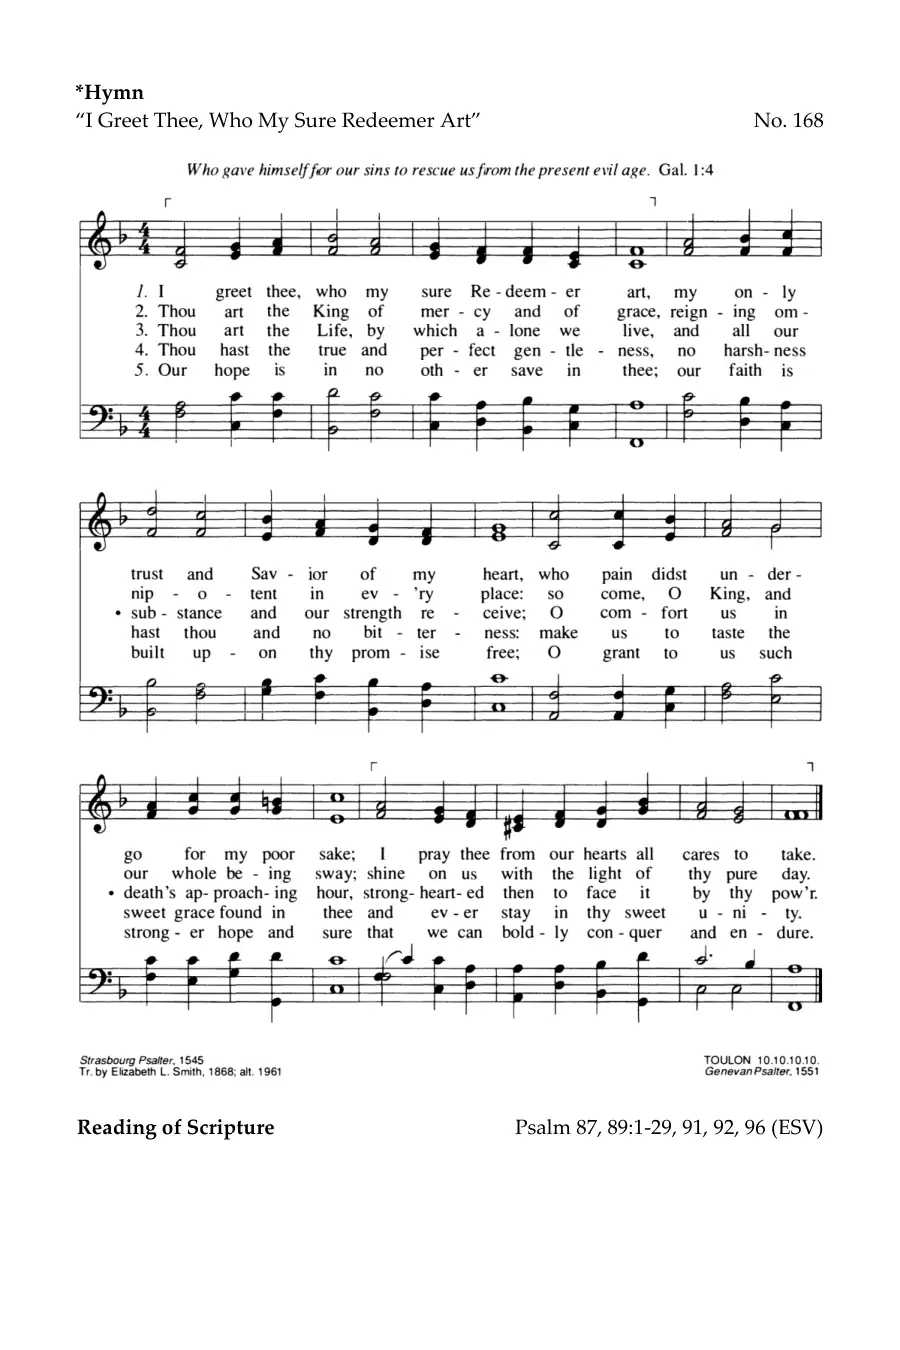 *Hymn
“I Greet Thee, Who My Sure Redeemer Art” No. 168
Who gave himself for our sins to rescue us from the present evil age. Gal. 1:4
1. I greet thee, who my sure Re - deem - er art, my on - ly
2. Thou art the King of mer - cy and of grace, reign - ing om -
3. Thou art the Life, by which a - lone we live, and all our
4. Thou hast the true and per - fect gen - tle - ness, no harsh - ness
5. Our hope is in no oth - er save in thee; our faith is
trust and Sav - ior of my heart, who pain didst un - der -
nip - o - tent in ev - 'ry place: so come, O King, and
• sub - stance and our strength re - ceive; O com - fort us in
hast thou and no bit - ter - ness: make us to taste the
built up - on thy prom - ise free; O grant to us such
go for my poor sake; I pray thee from our hearts all cares to take.
our whole be - ing sway; shine on us with the light of thy pure day.
• death's ap- proach- ing hour, strong- heart- ed then to face it by thy pow'r.
sweet grace found in thee and ev - er stay in thy sweet u - ni - ty.
strong - er hope and sure that we can bold - ly con - quer and en - dure.
Strasbourg Psalter, 1545 TOULON 10.10.10.10.
Tr. by Elizabeth L. Smith, 1868; alt. 1961 Genevan Psalter, 1551
Reading of Scripture Psalm 87, 89:1-29, 91, 92, 96 (ESV)